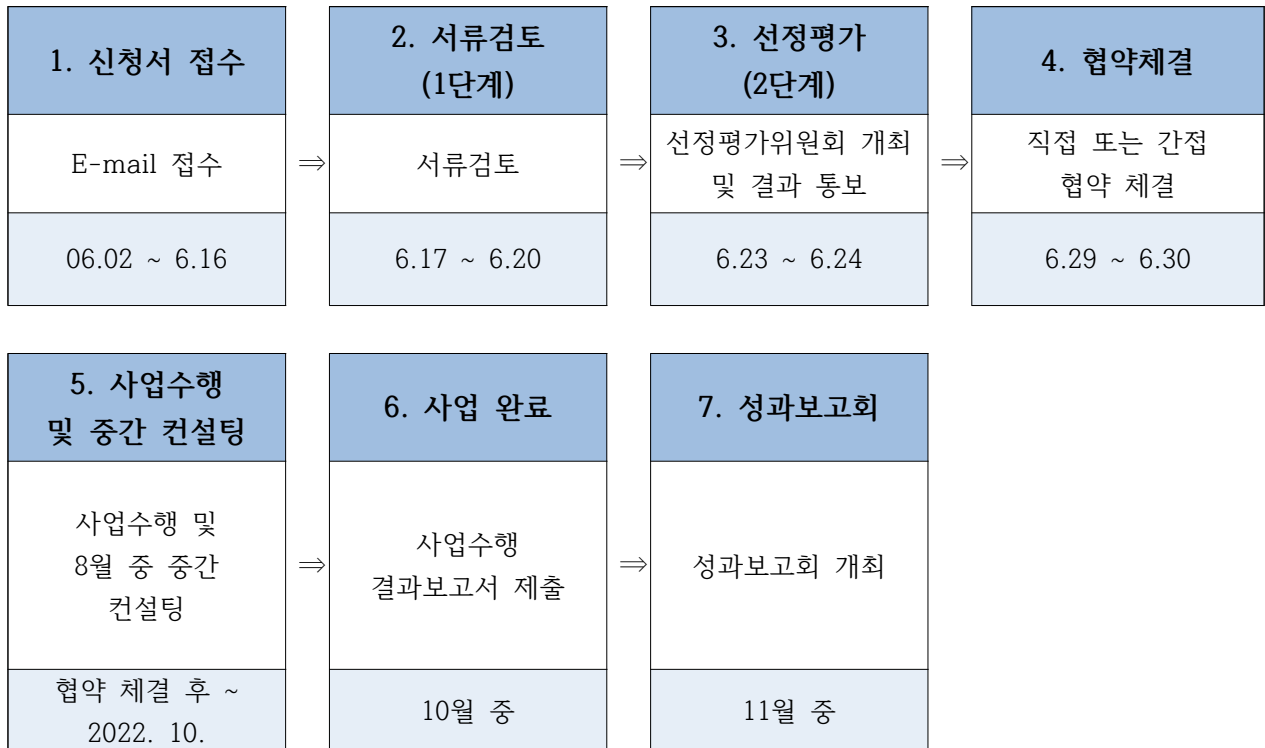 1. 신청서 접수
E-mail 접수
06.02 ~ 6.16
⇒
2. 서류검토
(1단계)
서류검토
6.17 ~ 6.20
⇒
3. 선정평가
(2단계)
선정평가위원회 개최
및 결과 통보
6.23 ~ 6.24
⇒
4. 협약체결
직접 또는 간접
협약 체결
6.29 ~ 6.30
5. 사업수행
및 중간 컨설팅
사업수행 및
8월 중 중간
컨설팅
협약 체결 후 ~
2022. 10.
⇒
6. 사업 완료
사업수행
결과보고서 제출
10월 중
⇒
7. 성과보고회
성과보고회 개최
11월 중